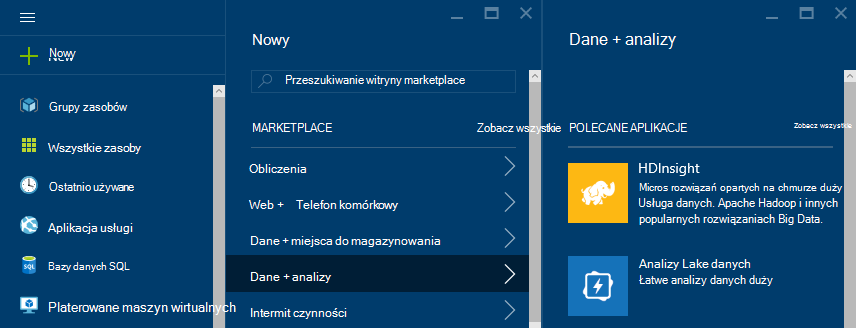 Nowy
Grupy zasobów
Wszystkie zasoby
Ostatnio używane
Aplikacja usługi
Bazy danych SQL
SQL
Platerowane maszyn wirtualnych
Nowy
Przeszukiwanie witryny marketplace
MARKETPLACE Zobacz wszystkie
Obliczenia
Web + Telefon komórkowy
Dane + miejsca do magazynowania
Dane + analizy
Intermit czynności
Dane + analizy
POLECANE APLIKACJE Zobacz wszystkie
HDInsight
Micros rozwiązań opartych na chmurze duży
Usługa danych. Apache Hadoop i innych
popularnych rozwiązaniach Big Data.
Analizy Lake danych
Łatwe analizy danych duży